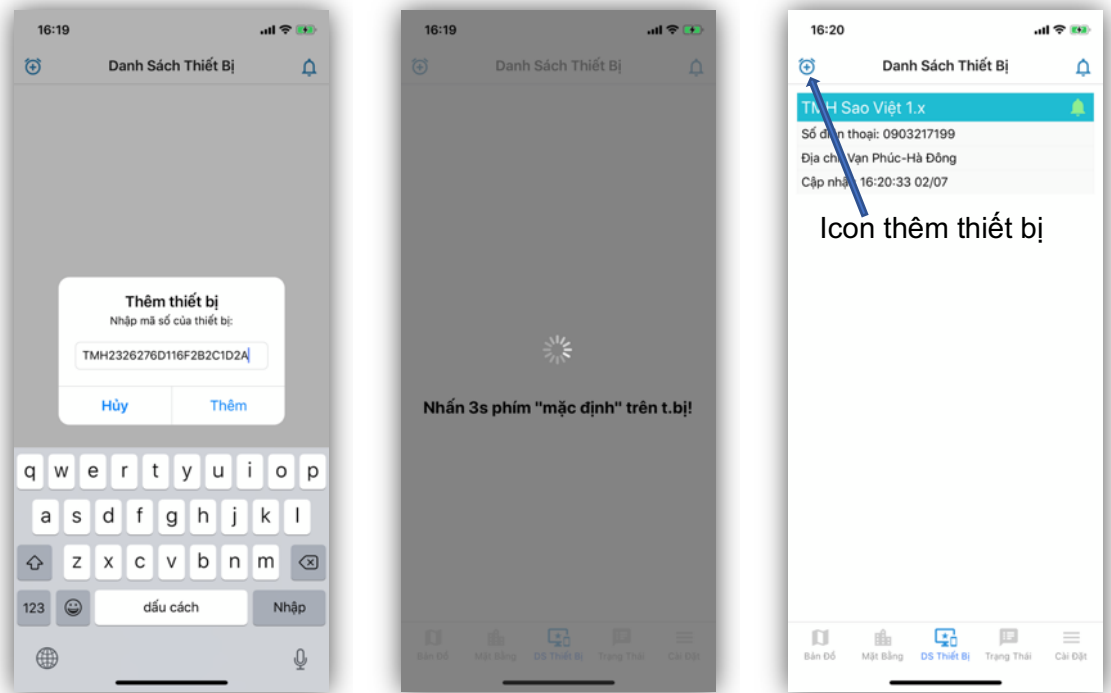 16:19
Danh Sách Thiết Bị
Thêm thiết bị
Nhập mã số của thiết bị:
TMH2326276D116F2B2C1D2A
Hủy Thêm
q w e r t y u i o p
a s d f g h j k l
z x c v b n m
123 dấu cách Nhập
16:19
Danh Sách Thiết Bị
Nhấn 3s phím "mặc định" trên t.bị!
Bản Đồ Mặt Bằng DS Thiết Bị Trạng Thái Cài Đặt
16:20
Danh Sách Thiết Bị
TMH Sao Việt 1.x
Số điện thoại: 0903217199
Địa chỉ: Vạn Phúc-Hà Đông
Cập nhật: 16:20:33 02/07
Icon thêm thiết bị
Bản Đồ Mặt Bằng DS Thiết Bị Trạng Thái Cài Đặt